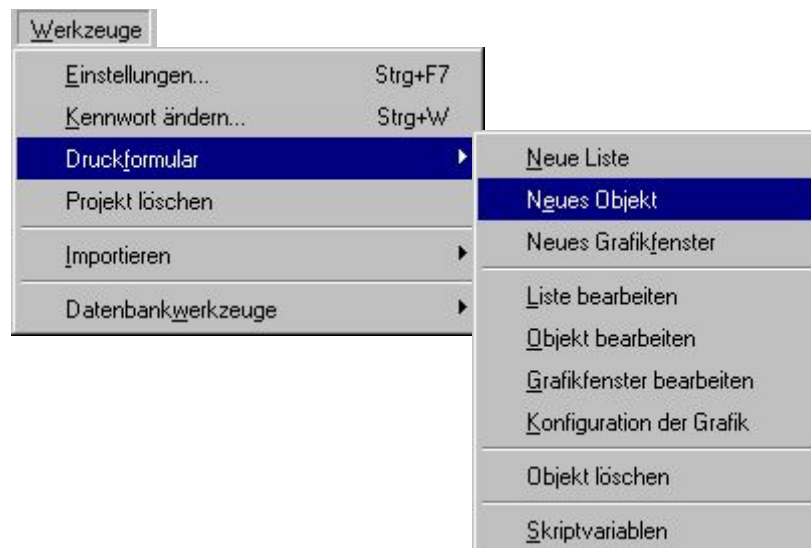 Werkzeuge
Einstellungen... Strg+F7
Kennwort ändern... Strg+W
Druckformular
Projekt löschen
Importieren
Datenbankwerkzeuge
Neue Liste
Neues Objekt
Neues Grafikfenster
Liste bearbeiten
Objekt bearbeiten
Grafikfenster bearbeiten
Konfiguration der Grafik
Objekt löschen
Skriptvariablen